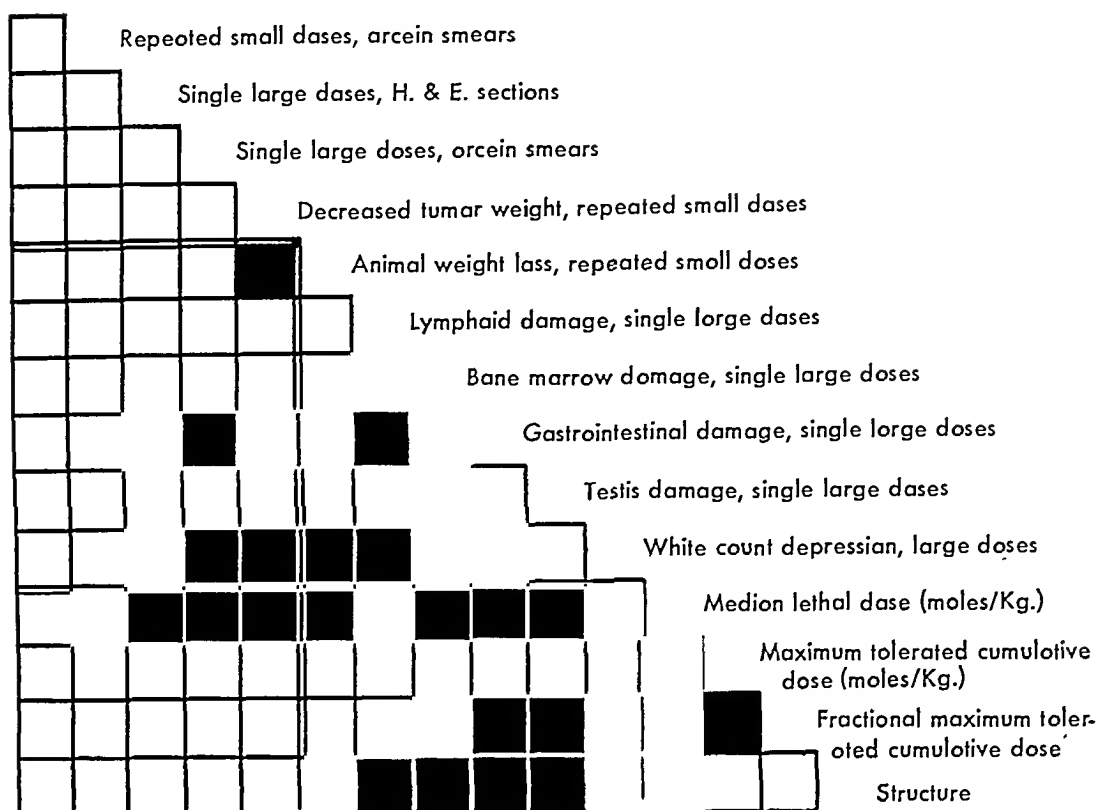 Repeoted small dases, arcein smears
Single large dases, H. & E. sections
Single large doses, orcein smears
Decreased tumar weight, repeated small dases
Animal weight lass, repeated smoll doses
Lymphaid damage, single lorge dases
Bane marrow domage, single large doses
Gastrointestinal damage, single lorge doses
Testis damage, single large dases
White count depressian, large doses
Medion lethal dase (moles/Kg.)
Maximum tolerated cumulotive
dose (moles/Kg.)
Fractional maximum toler-
oted cumulotive dose
Structure